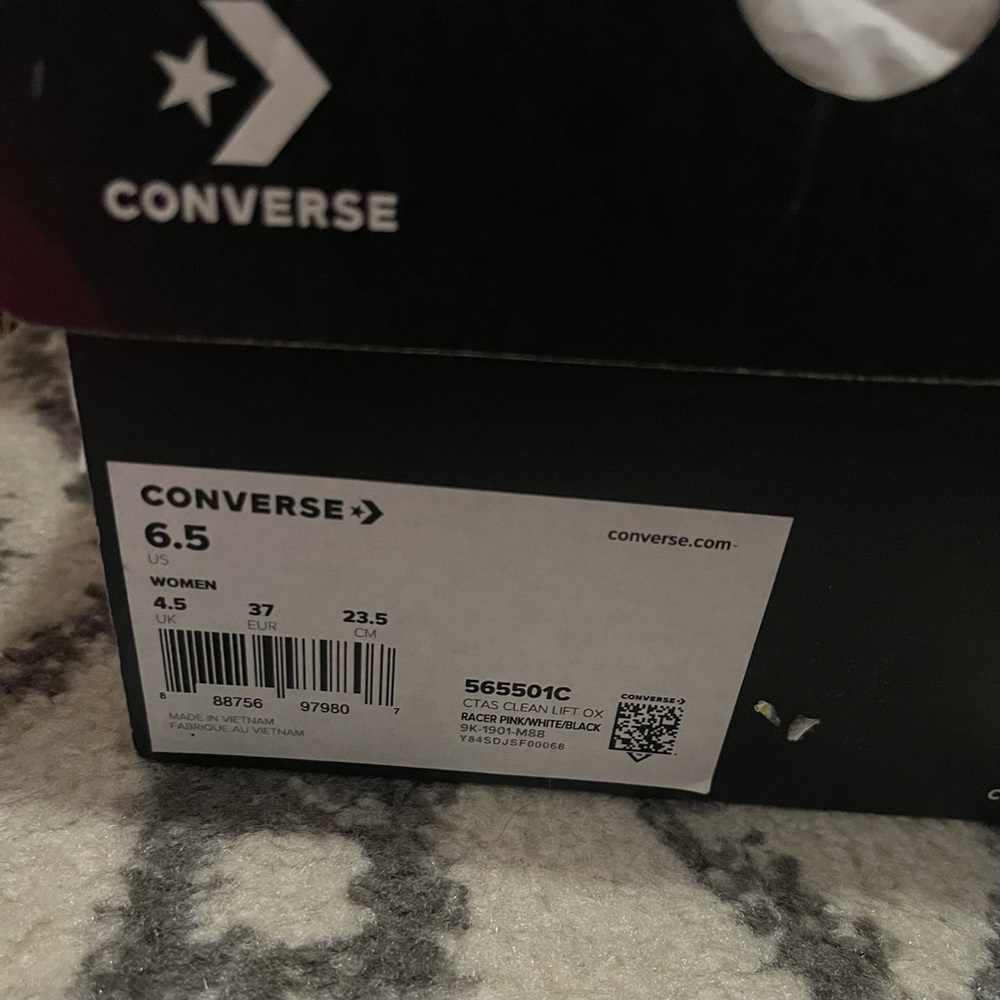 CONVERSE
CONVERSE
converse.com
6.5
US
WOMEN
4.5 37 23.5
UK EUR CM
8 88756 97980 7
MADE IN VIETNAM
FABRIQUE AU VIETNAM
565501C
CTAS CLEAN LIFT OX
RACER PINK/WHITE/BLACK
9K-1901-M88
Y84SDJSF00066
CONVERSE